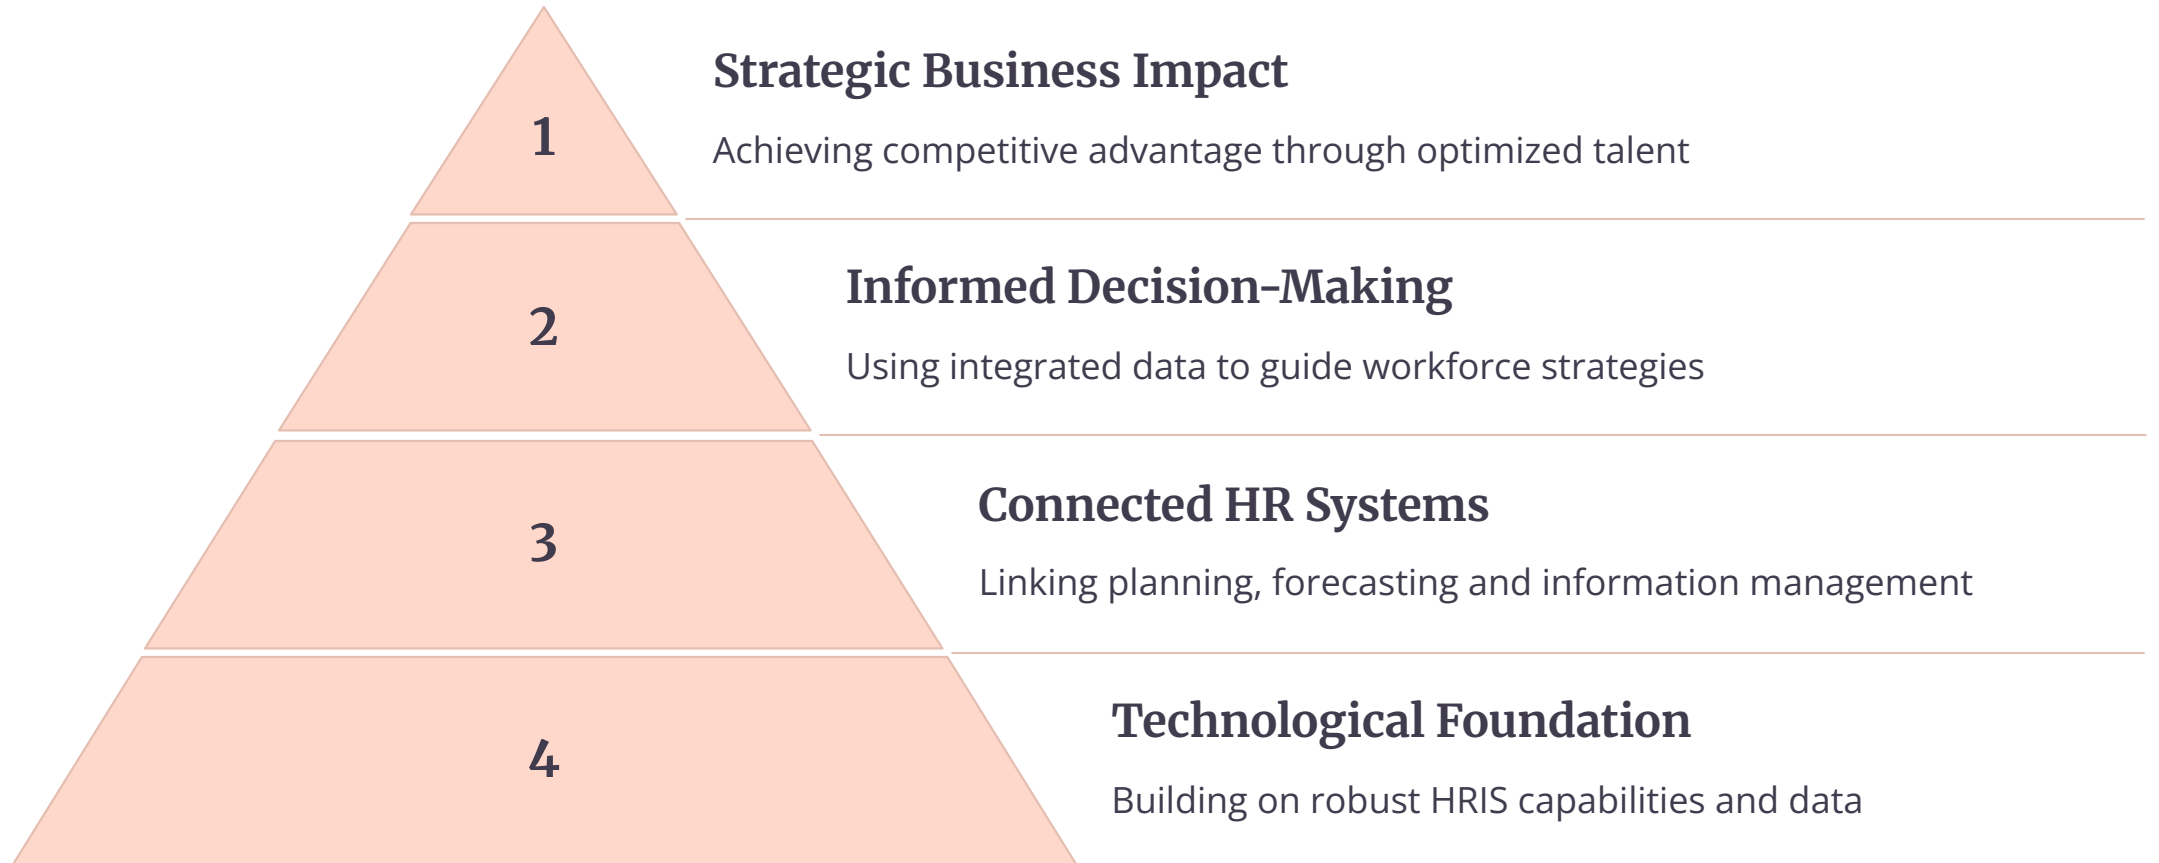 Strategic Business Impact
1
Achieving competitive advantage through optimized talent
Informed Decision-Making
2
Using integrated data to guide workforce strategies
Connected HR Systems
3
Linking planning, forecasting and information management
Technological Foundation
4
Building on robust HRIS capabilities and data